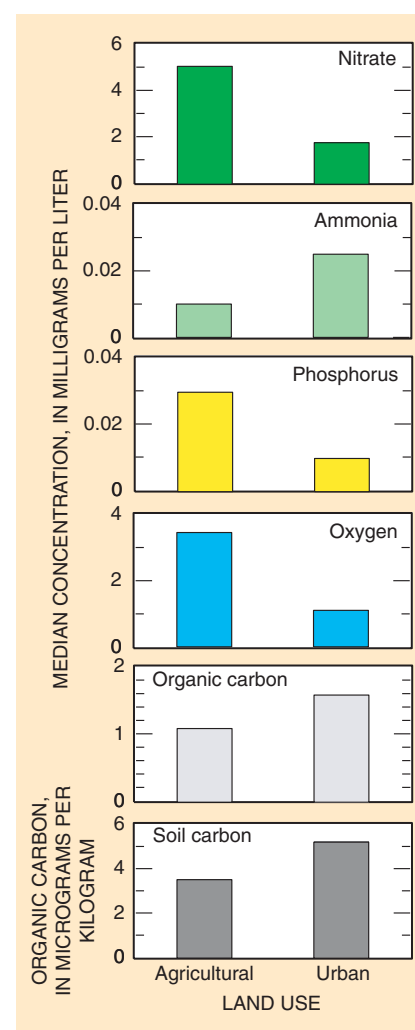 MEDIAN CONCENTRATION, IN MILLIGRAMS PER LITER
6
4
2
0
Nitrate
0.04
0.02
0
Ammonia
0.04
0.02
0
Phosphorus
4
2
0
Oxygen
2
1
0
Organic carbon
ORGANIC CARBON,
IN MICROGRAMS PER
KILOGRAM
6
4
2
0
Soil carbon
Agricultural Urban
LAND USE